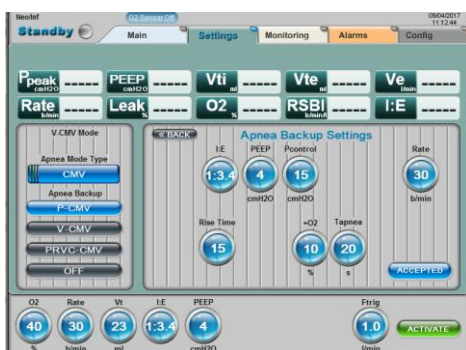 Neo/Inf O2 Sensor Off 09/04/2017
11:12:44
Standby Main Settings Monitoring Alarms Config
Ppeak cmH2O ----- PEEP cmH2O ----- Vti ml ----- Vte ml ----- Ve l/min -----
Rate b/min ----- Leak % ----- O2 % ----- RSBI b/min/l ----- I:E -----
V-CMV Mode
Apnea Mode Type
CMV
Apnea Backup
P-CMV
V-CMV
PRVC-CMV
OFF
« BACK Apnea Backup Settings
I:E PEEP Pcontrol Rate
1:3.4 4 15 30
cmH2O cmH2O b/min
Rise Time +O2 Tapnea
15 10 20
% s
ACCEPTED
O2 Rate Vt I:E PEEP Ftrig
40 30 23 1:3.4 4 1.0 ACTIVATE
% b/min ml cmH2O l/min